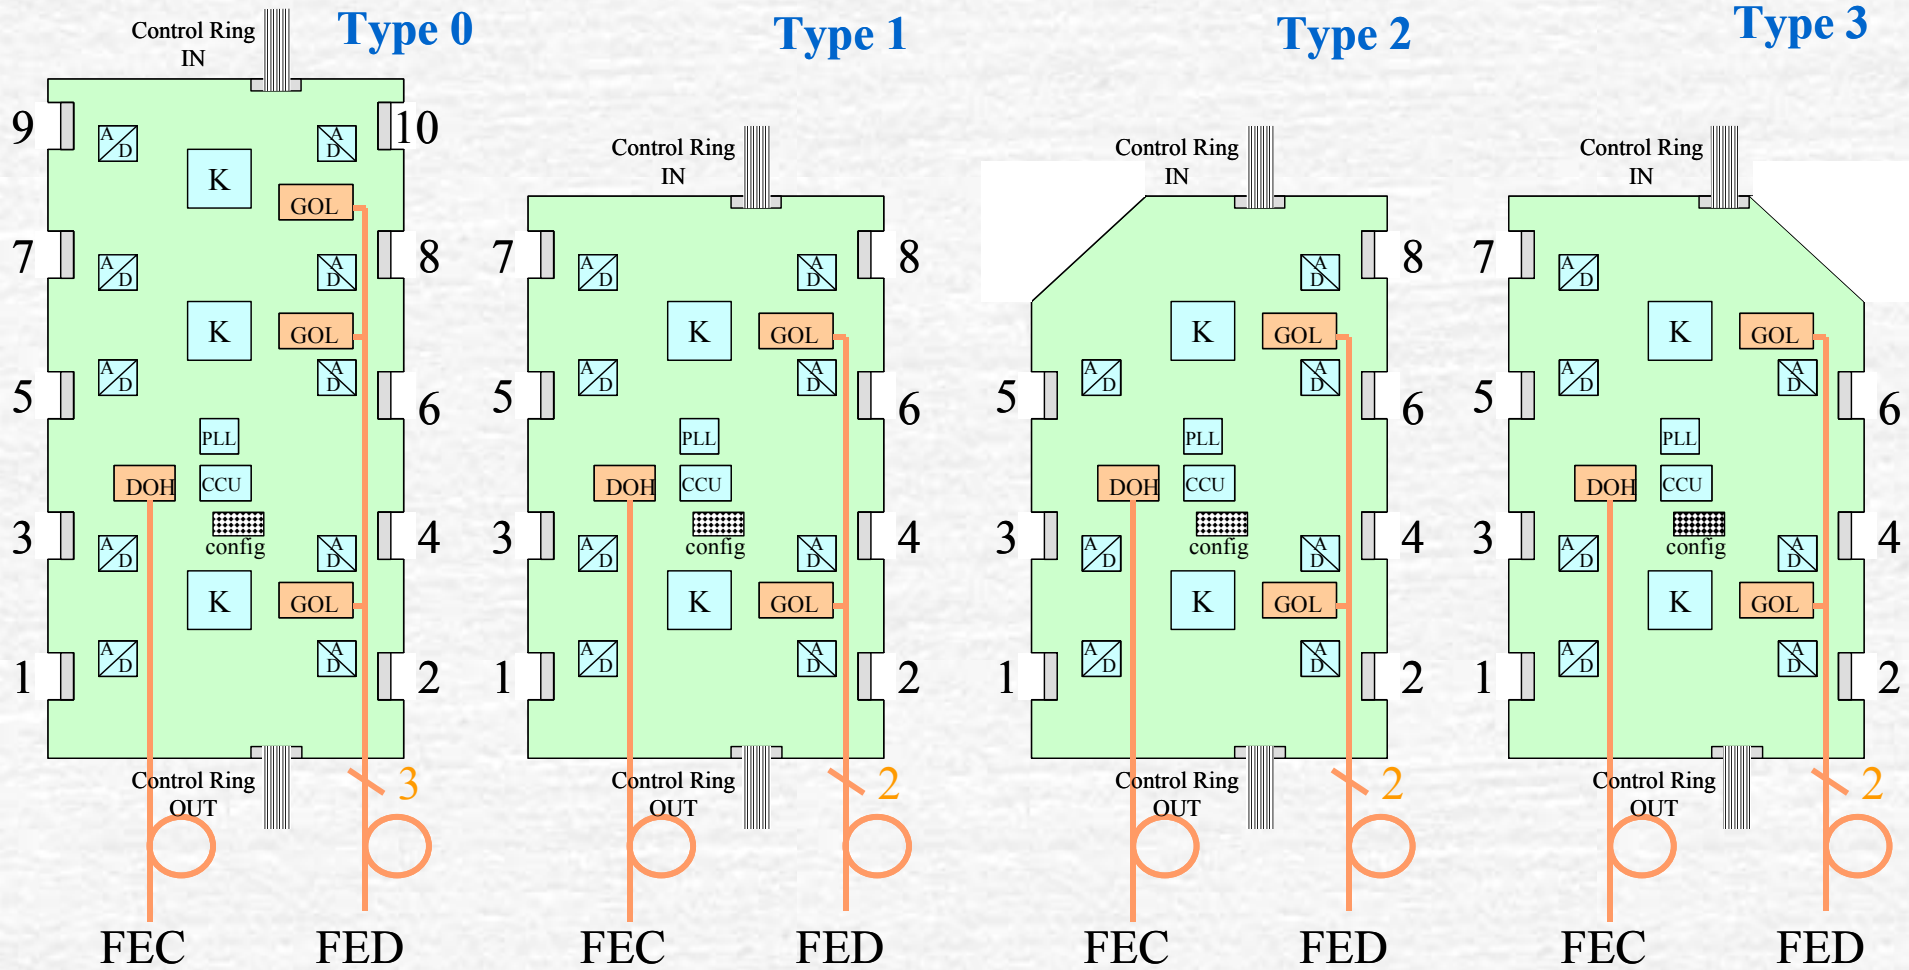 Type 0
Control Ring
IN
9
10
A
D
A
D
K
GOL
7
8
A
D
A
D
K
GOL
5
6
A
D
A
D
PLL
DOH
CCU
3
4
config
A
D
A
D
K
GOL
1
2
A
D
A
D
Control Ring
OUT
3
FEC
FED
Type 1
Control Ring
IN
7
8
A
D
A
D
K
GOL
5
6
A
D
A
D
PLL
DOH
CCU
3
4
config
A
D
A
D
K
GOL
1
2
A
D
A
D
Control Ring
OUT
2
FEC
FED
Type 2
Control Ring
IN
8
A
D
K
GOL
5
6
A
D
A
D
PLL
DOH
CCU
3
4
config
A
D
A
D
K
GOL
1
2
A
D
A
D
Control Ring
OUT
2
FEC
FED
Type 3
Control Ring
IN
7
A
D
K
GOL
5
6
A
D
A
D
PLL
DOH
CCU
3
4
config
A
D
A
D
K
GOL
1
2
A
D
A
D
Control Ring
OUT
2
FEC
FED